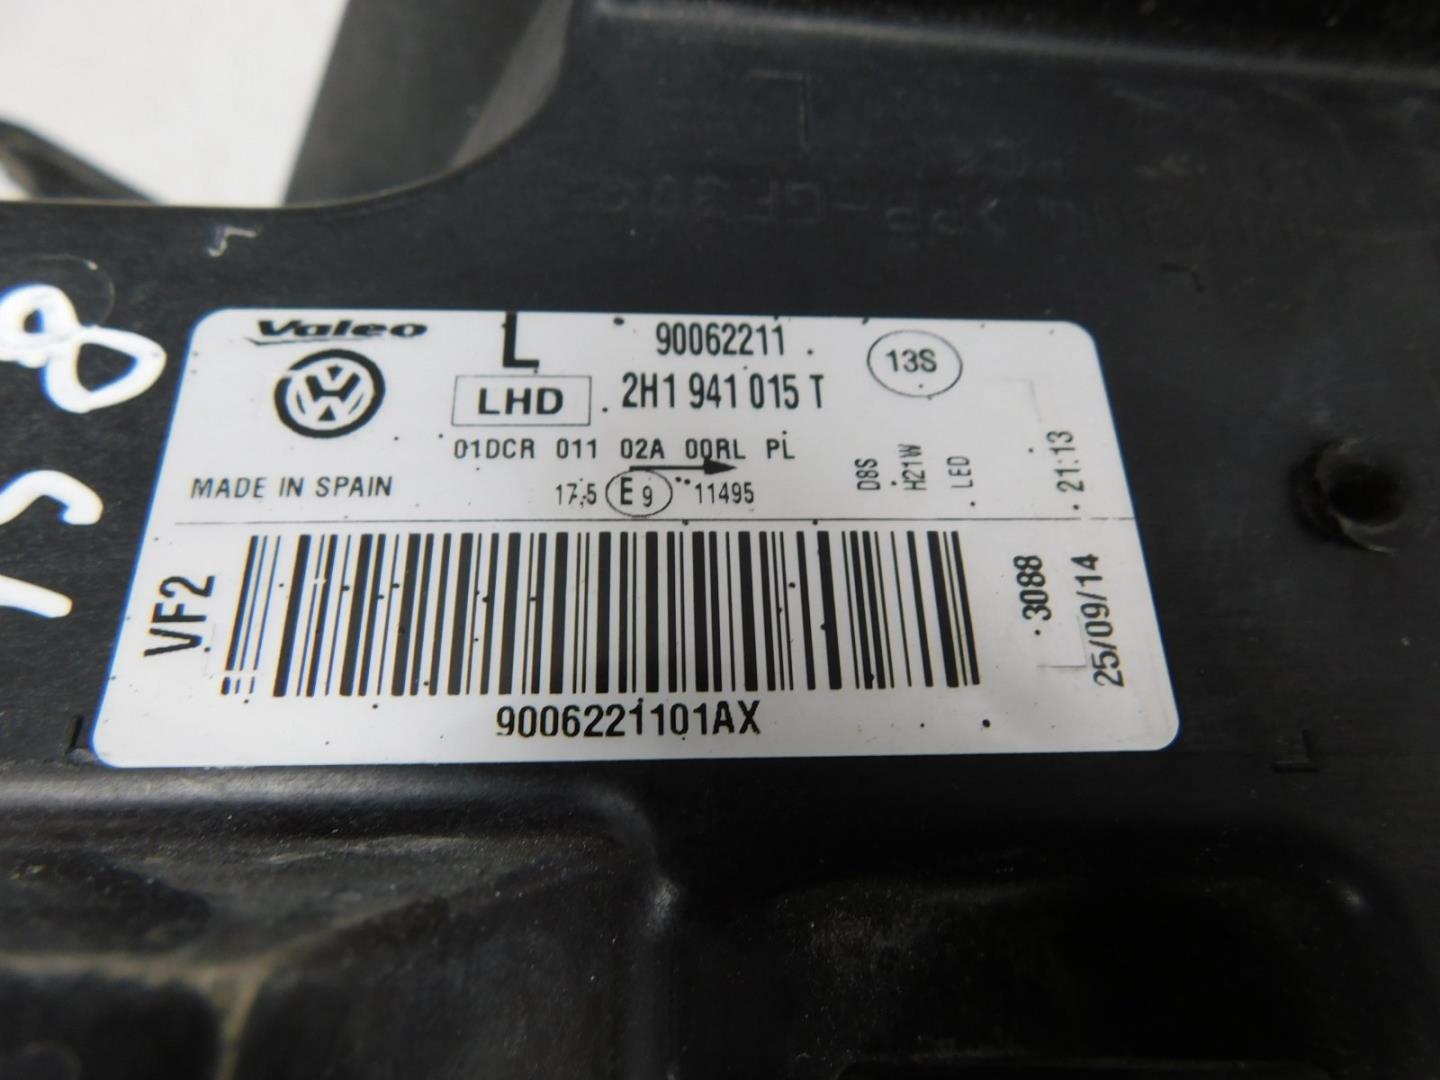 Valeo L 90062211
13S
LHD 2H1 941 015 T
01DCR 011 02A 00RL PL
MADE IN SPAIN 17,5 E9 11495
D8S
H21W
LED
21:13
VF2
3088
25/09/14
9006221101AX